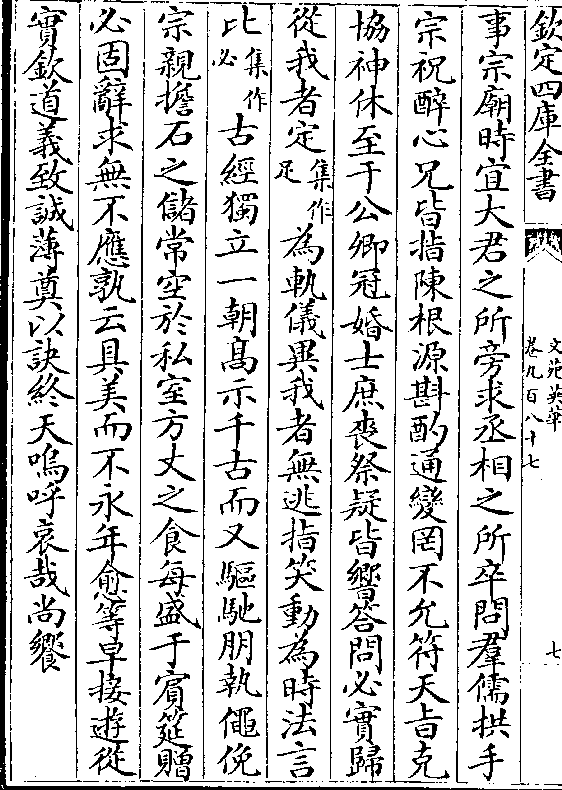 欽定四庫全書
文苑英華
卷九百八十七
七
事宗廟時宜大君之所旁求丞相之所卒問羣儒拱手
宗祝醉心兄皆指陳根源斟酌通變罔不允符天㫖克
協神休至于公卿冠婚士庶喪祭疑皆響答問必實歸
從我者定集作足為軌儀異我者無逃指笑動為時法言
比集作必古經獨立一朝髙示千古而又驅馳朋執僶俛
宗親擔石之儲常空於私室方丈之食每盛于賓筵贈
必固辭求無不應孰云具美而不永年愈等早接遊從
實欽道義致誠薄奠以訣終天嗚呼哀哉尚饗